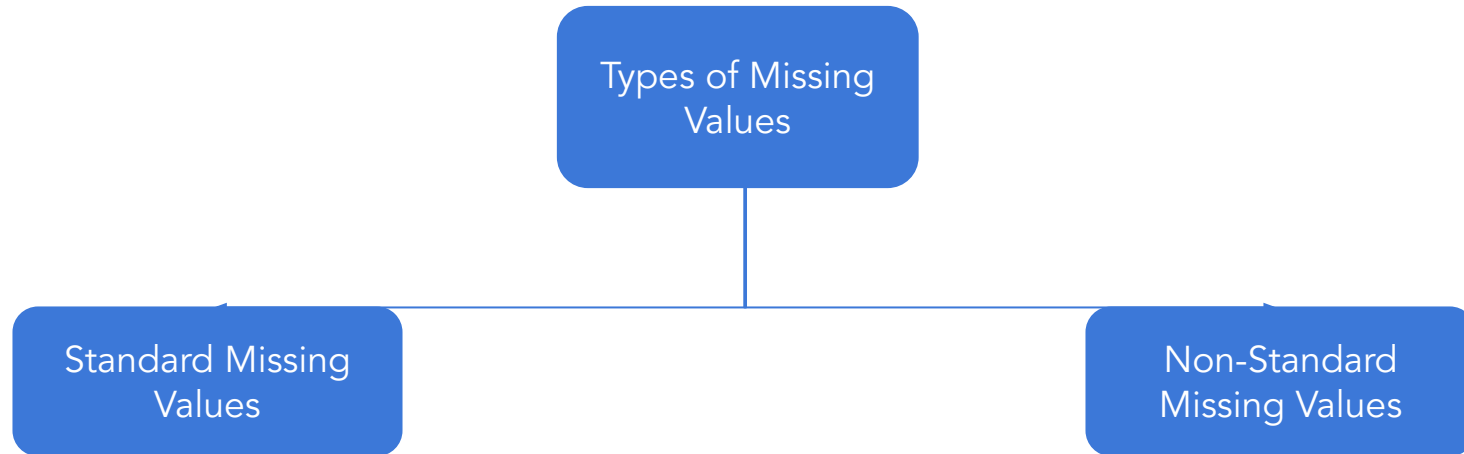 Types of Missing
Values
Standard Missing
Values
Non-Standard
Missing Values